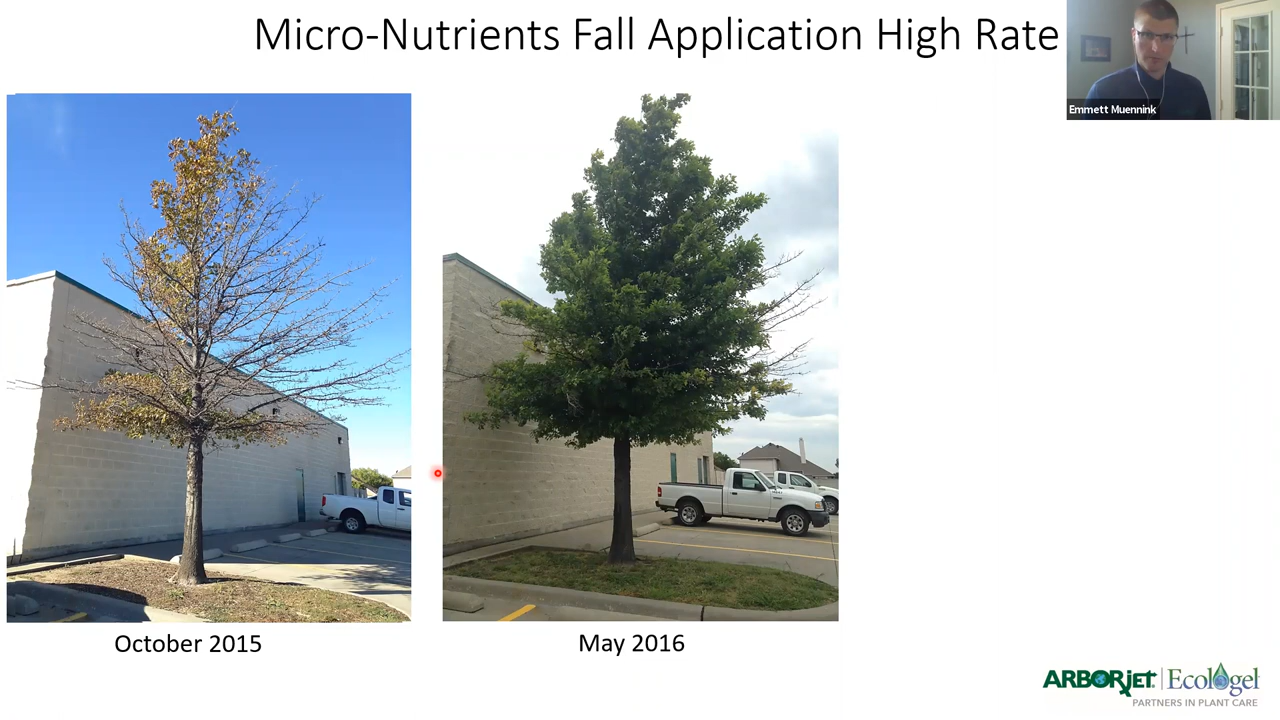 Micro-Nutrients Fall Application High Rate
Emmett Muennink
October 2015
May 2016
ARBORjET | Ecologel
PARTNERS IN PLANT CARE